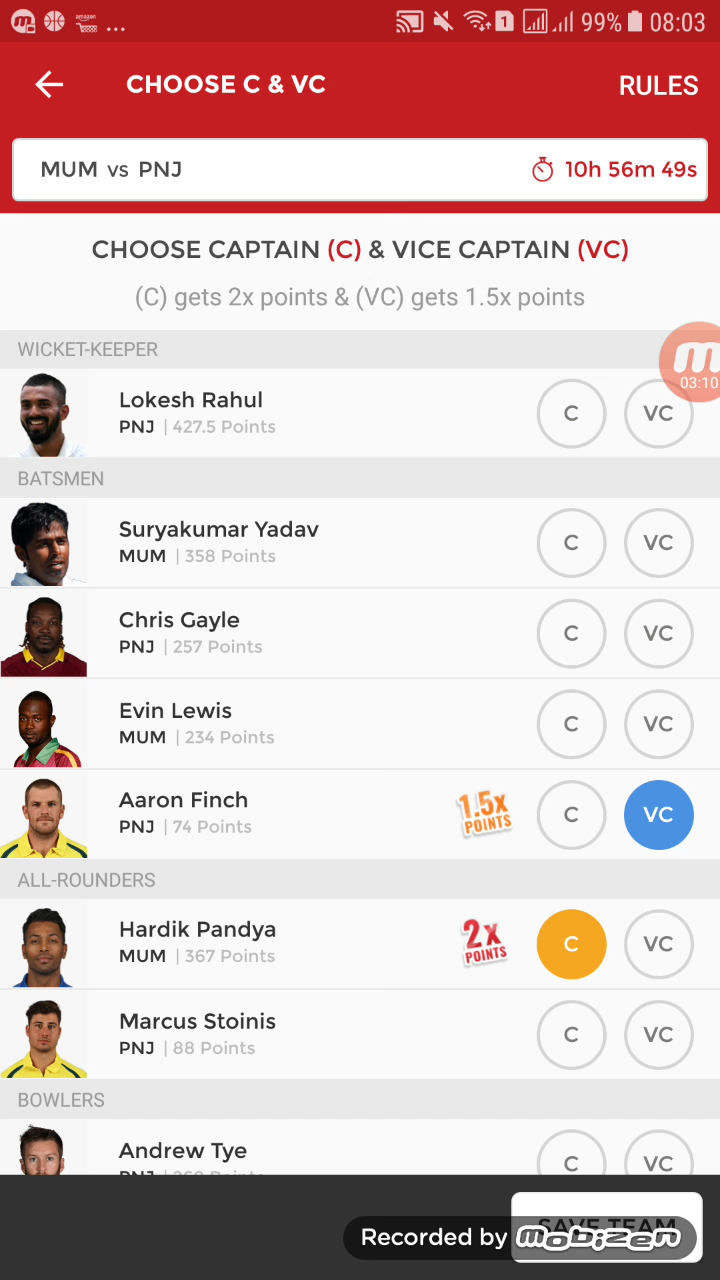 amazon
1 99% 08:03
CHOOSE C & VC RULES
MUM vs PNJ 10h 56m 49s
CHOOSE CAPTAIN (C) & VICE CAPTAIN (VC)
(C) gets 2x points & (VC) gets 1.5x points
WICKET-KEEPER
m
03:10
Lokesh Rahul
PNJ | 427.5 Points
C VC
BATSMEN
Suryakumar Yadav
MUM | 358 Points
C VC
Chris Gayle
PNJ | 257 Points
C VC
Evin Lewis
MUM | 234 Points
C VC
Aaron Finch
PNJ | 74 Points
1.5x
POINTS
C VC
ALL-ROUNDERS
Hardik Pandya
MUM | 367 Points
2x
POINTS
C VC
Marcus Stoinis
PNJ | 88 Points
C VC
BOWLERS
Andrew Tye
C VC
SAVE TEAM
Recorded by mobizen